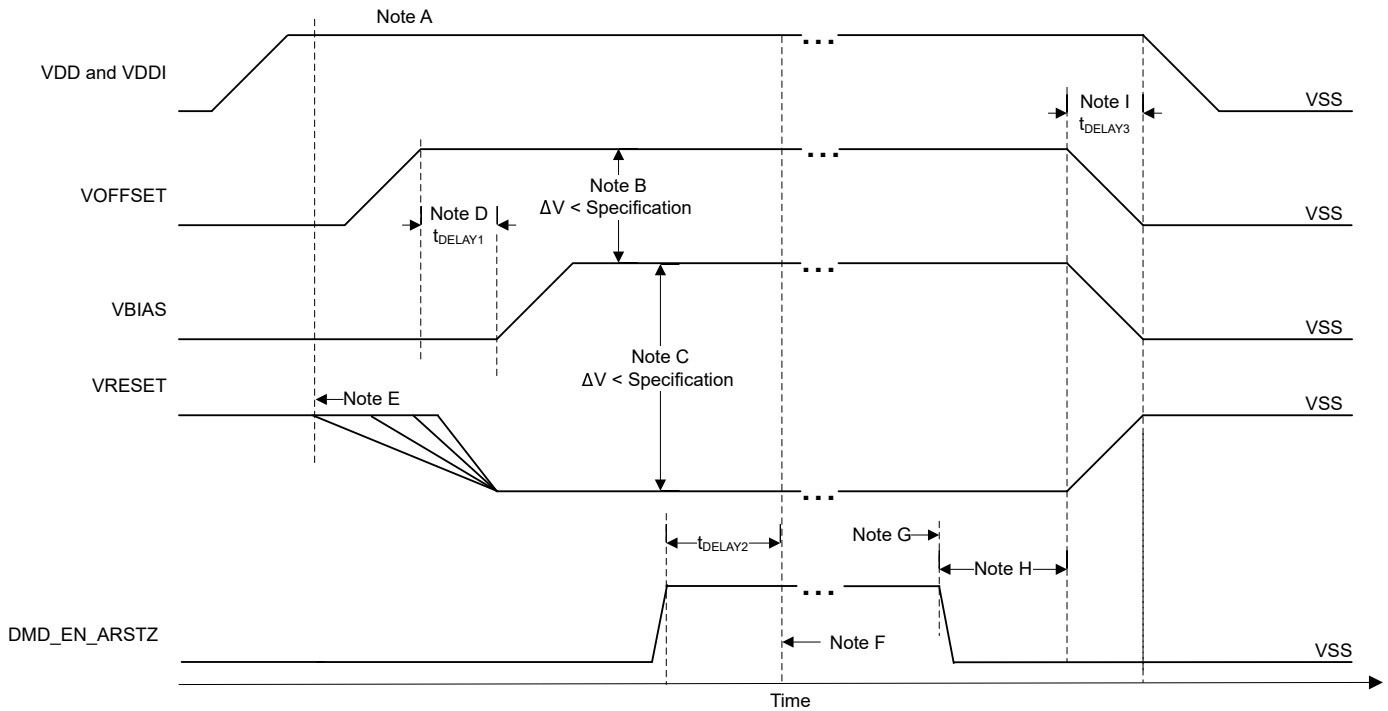 Note A
VDD and VDDI
VSS
Note I
tDELAY3
VOFFSET
VSS
Note B
ΔV < Specification
Note D
tDELAY1
VBIAS
VSS
Note C
ΔV < Specification
VRESET
VSS
Note E
tDELAY2
Note G
Note H
DMD_EN_ARSTZ
VSS
Note F
Time